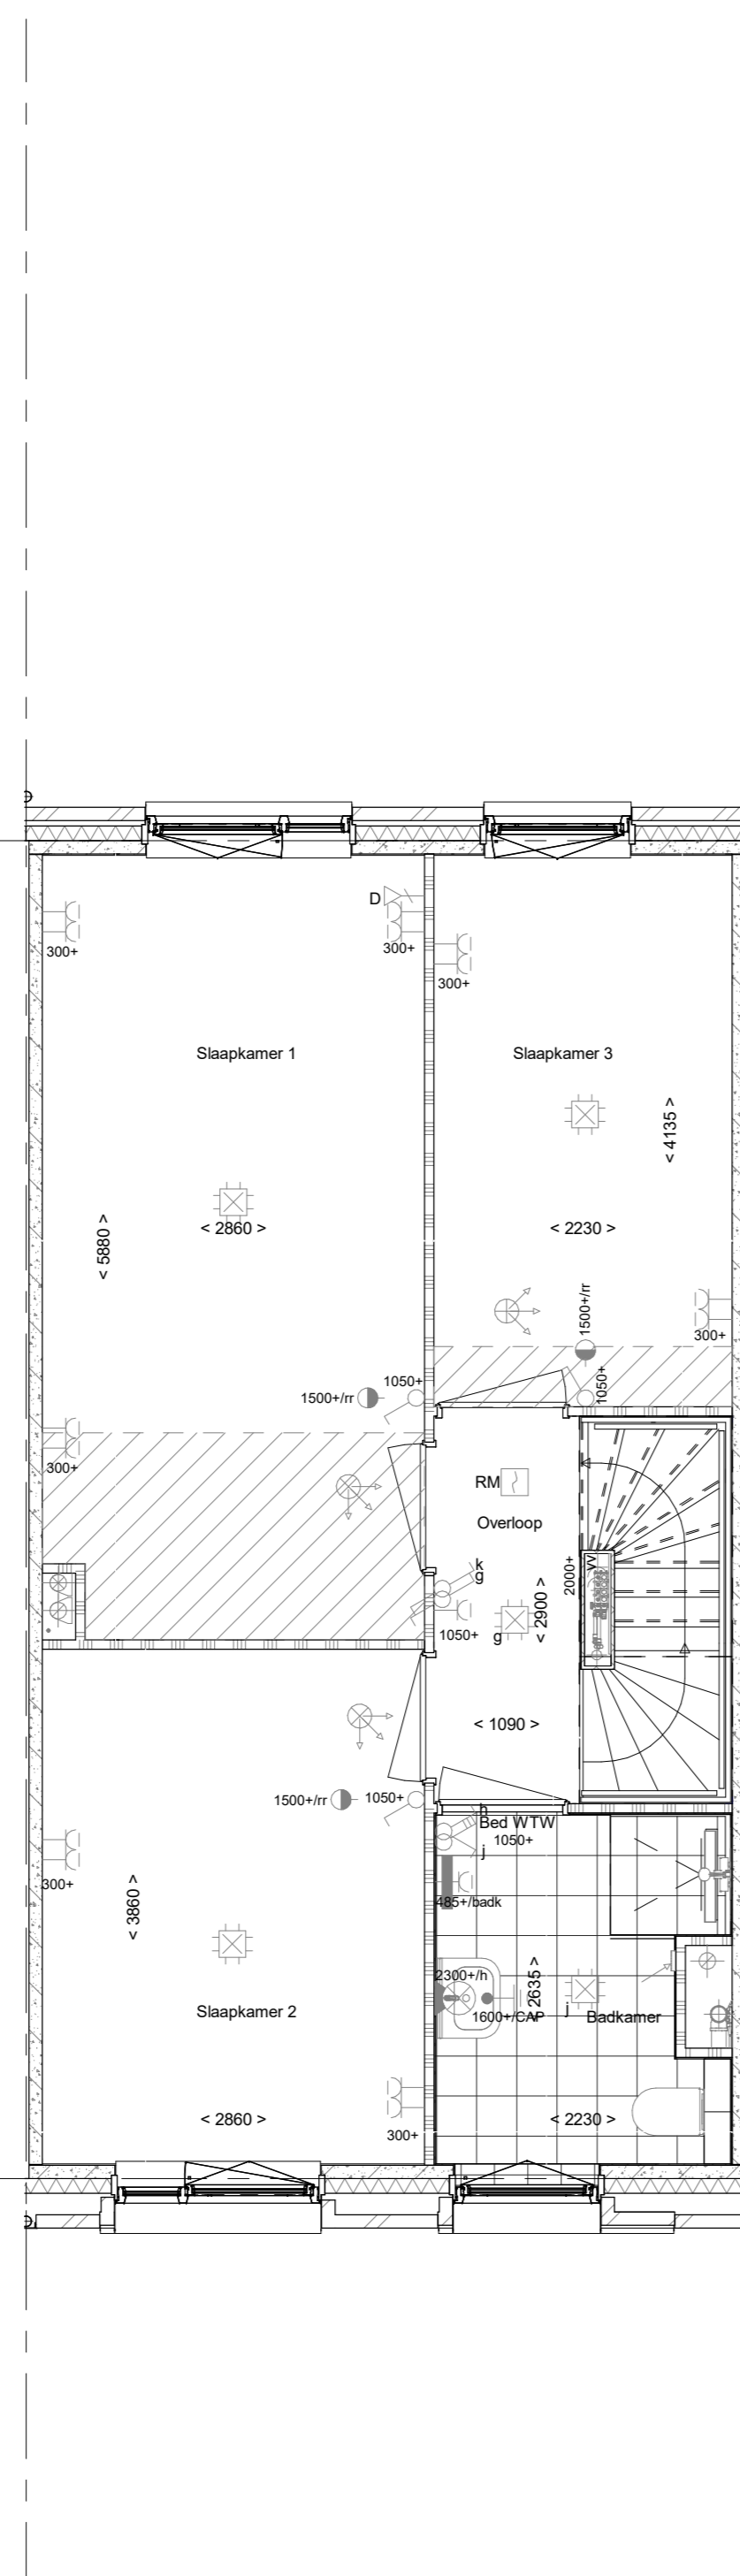 D
300+
300+
300+
Slaapkamer 1
Slaapkamer 3
< 4135 >
< 2860 >
< 2230 >
< 5880 >
1500+/rr
300+
1050+
1500+/rr
1050+
300+
RM
Overloop
k
g
2000+
VV
< 2900 >
1050+
g
< 1090 >
1500+/rr
1050+
h
Bed WTW
1050+
j
300+
485+/badk
< 3860 >
2300+/h
< 2635 >
j
1600+/CAP
Badkamer
Slaapkamer 2
< 2860 >
< 2230 >
300+